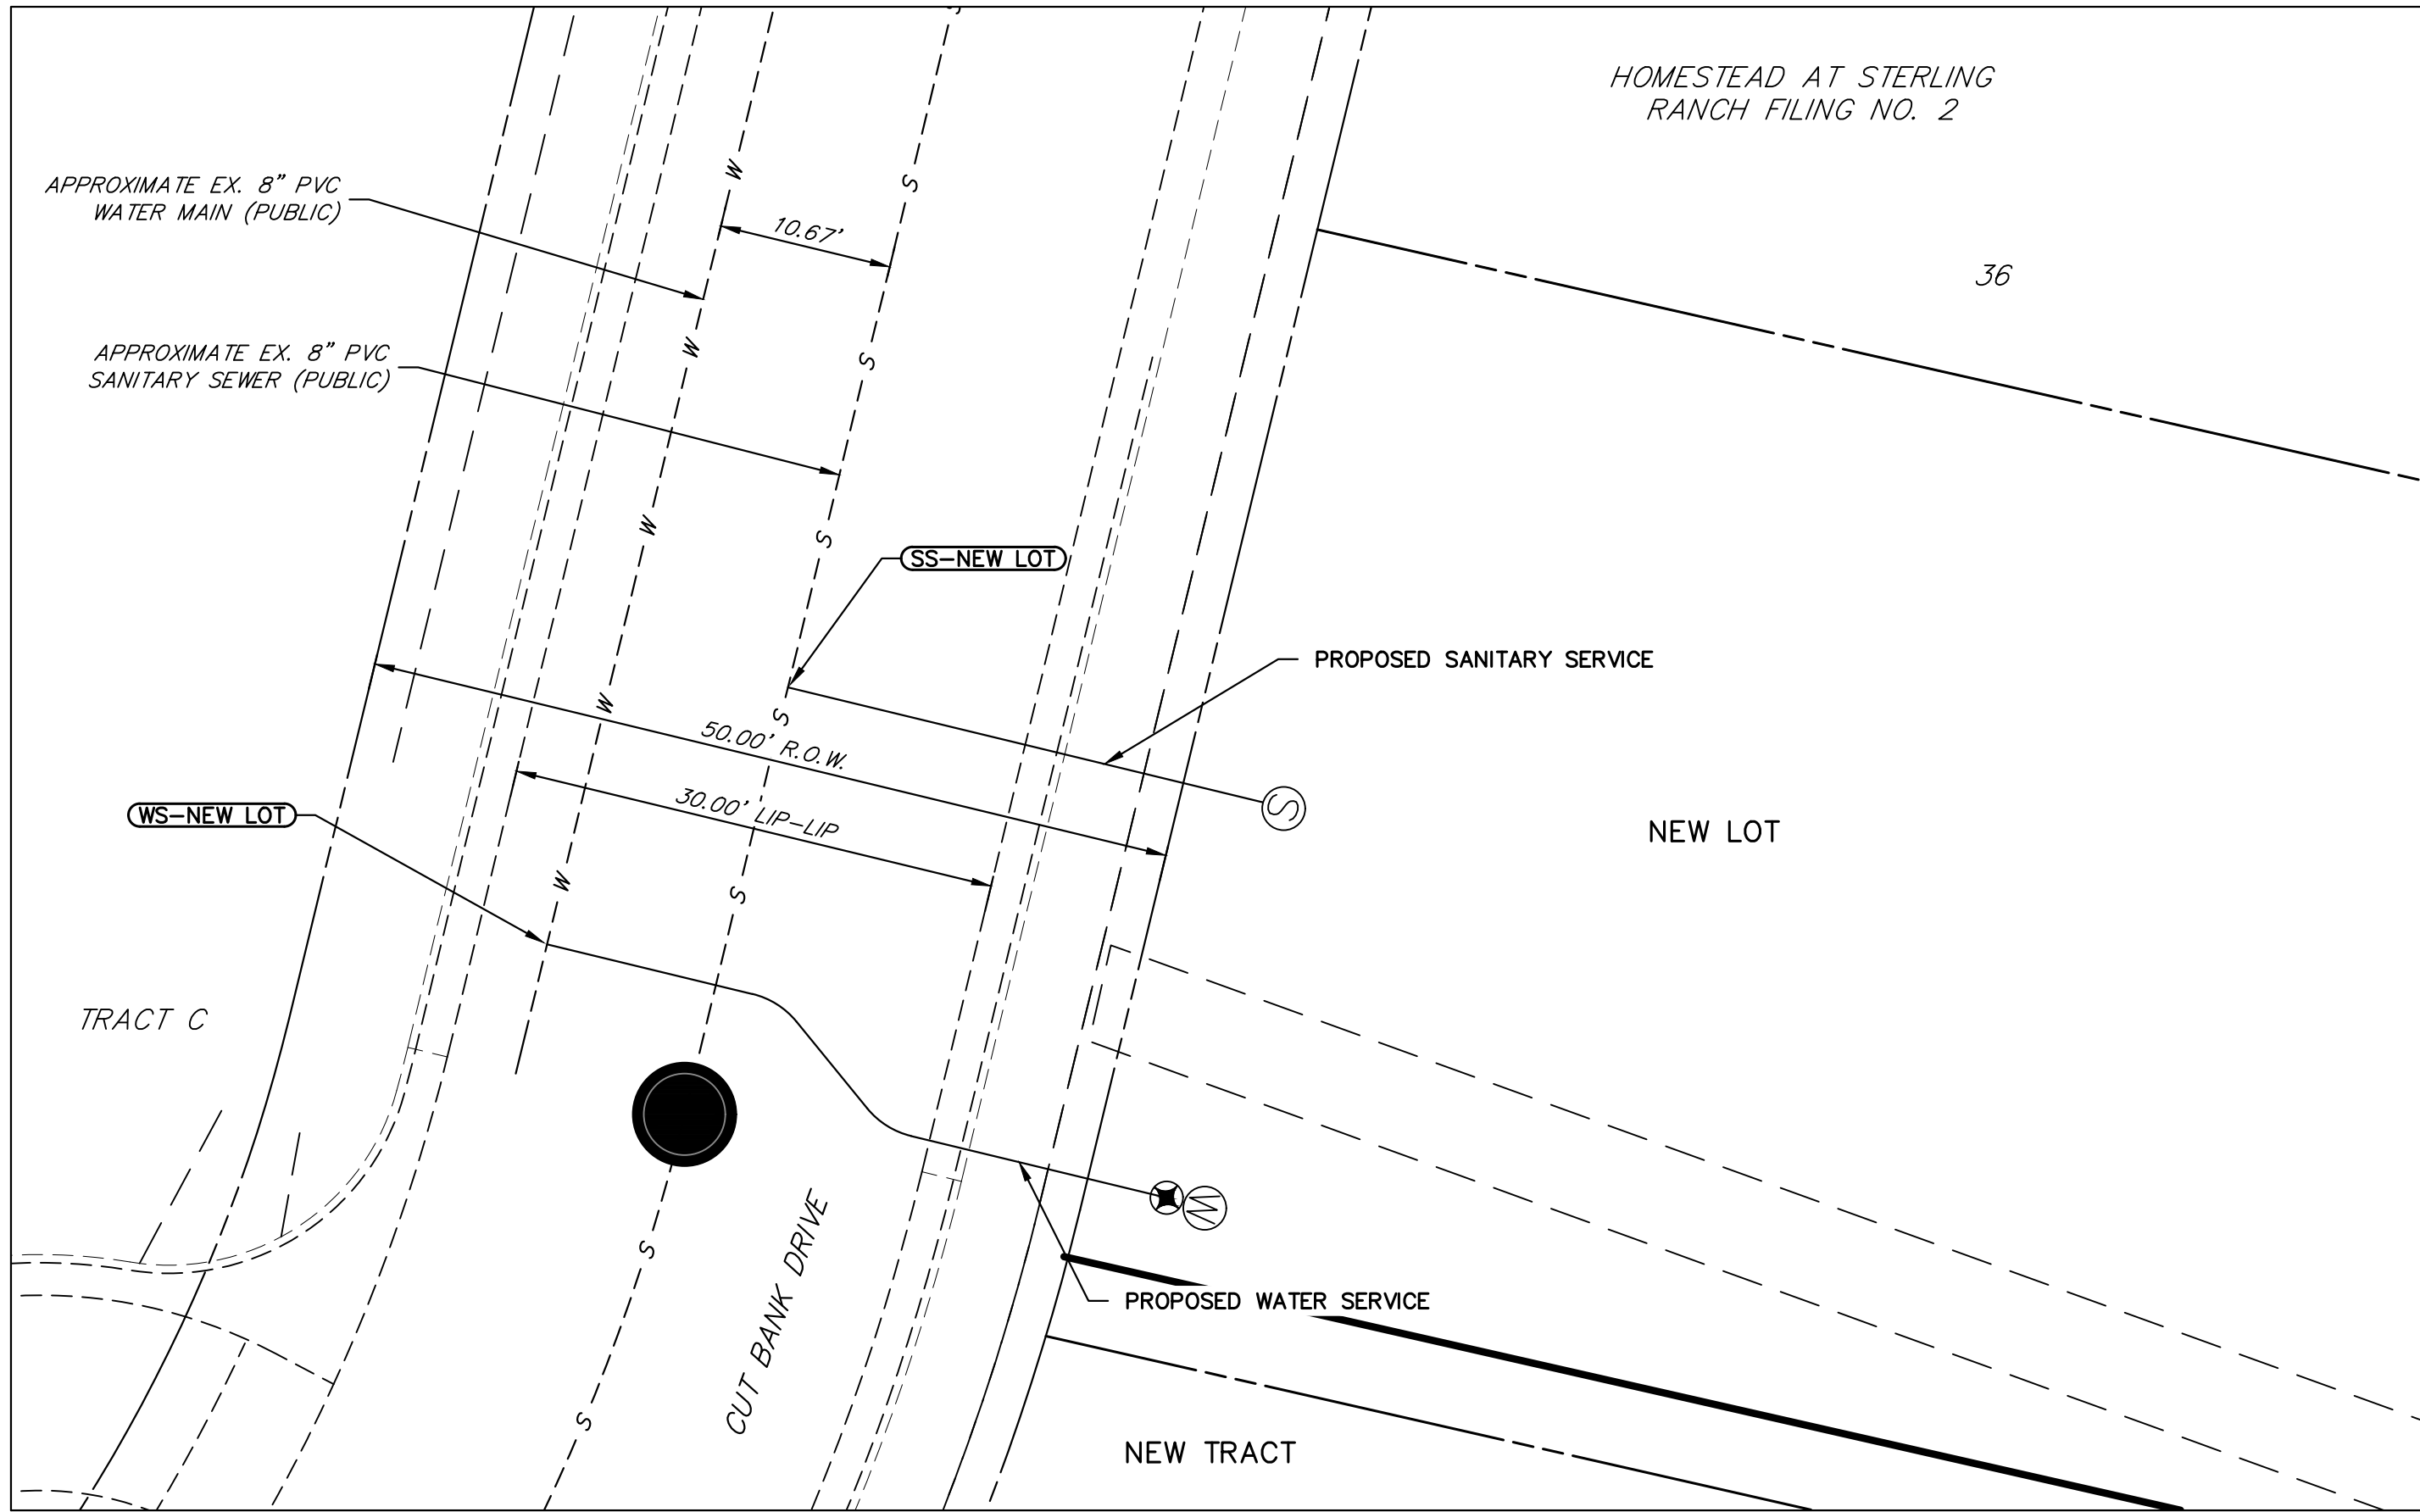 HOMESTEAD AT STERLING
RANCH FILING NO. 2
APPROXIMATE EX. 8" PVC
WATER MAIN (PUBLIC)
W
S
10.67'
36
APPROXIMATE EX. 8" PVC
SANITARY SEWER (PUBLIC)
W
S
W
S
SS-NEW LOT
PROPOSED SANITARY SERVICE
W
S
50.00' R.O.W.
30.00' LIP-LIP
S
WS-NEW LOT
NEW LOT
W
S
TRACT C
W
S
CUT BANK DRIVE
PROPOSED WATER SERVICE
S
NEW TRACT